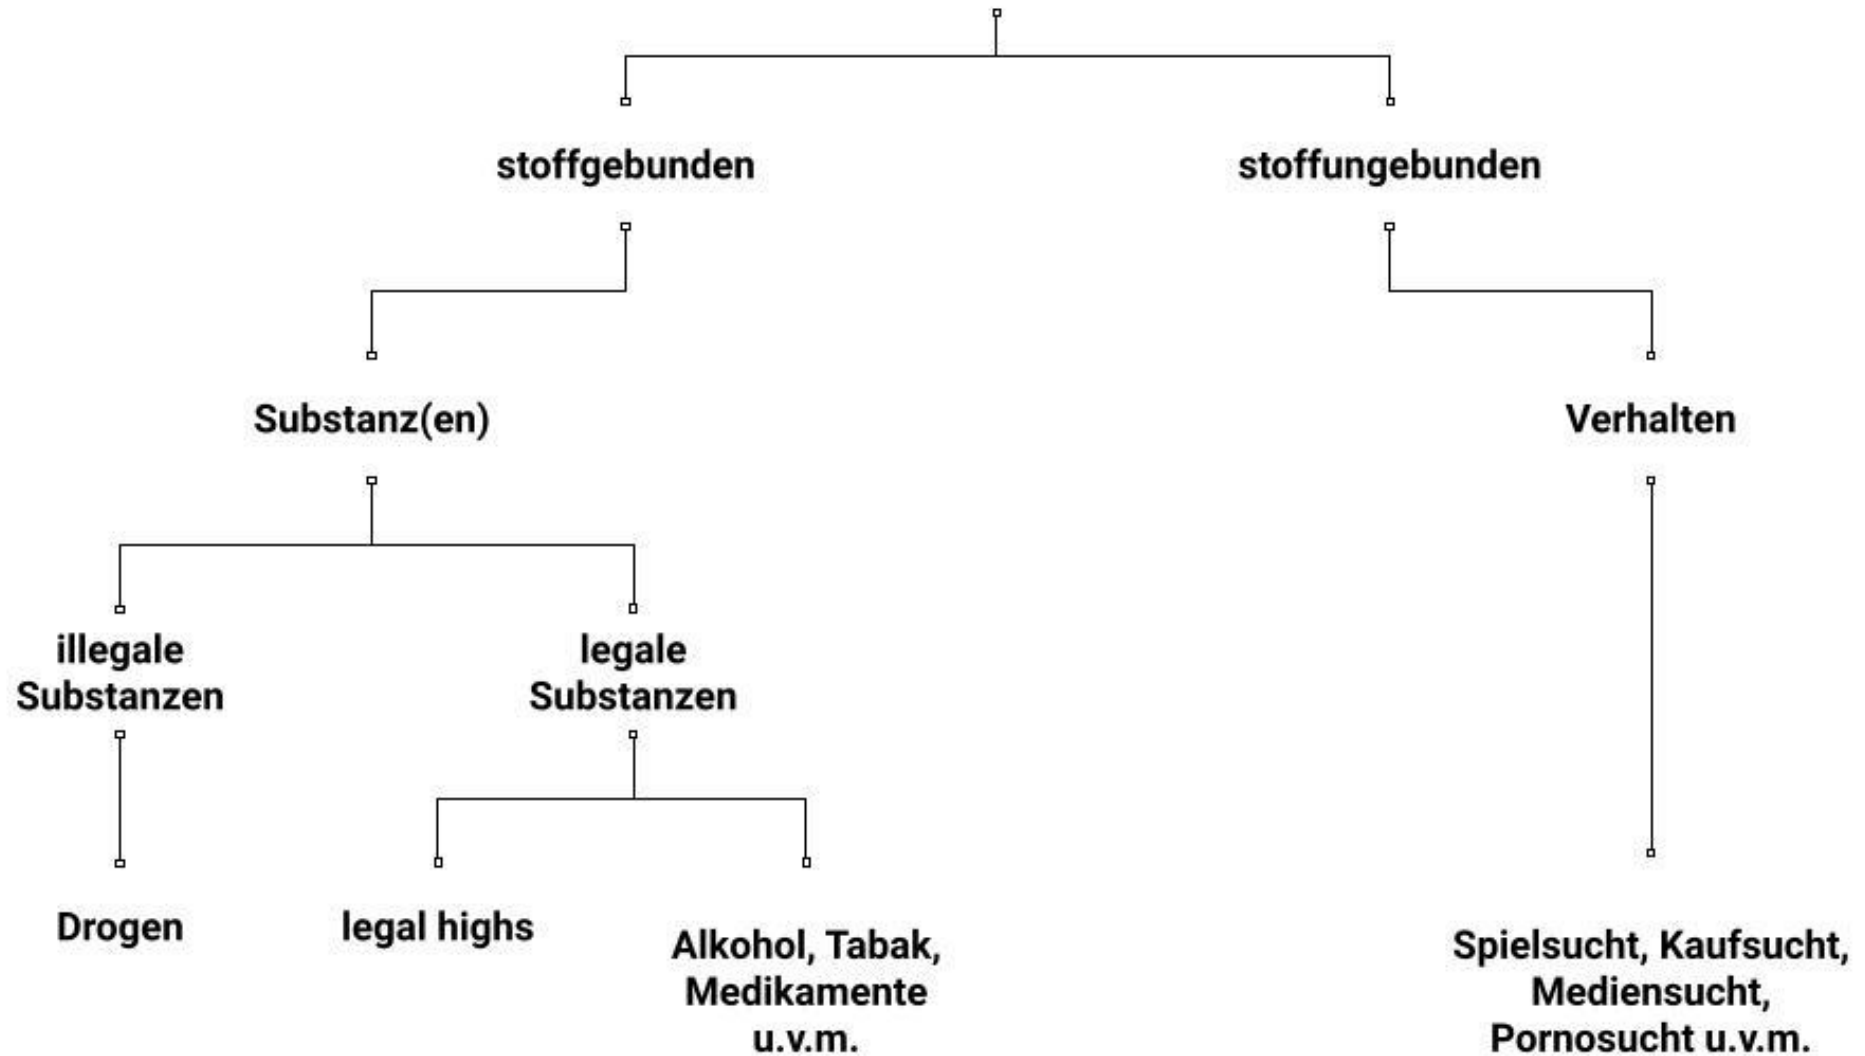 stoffgebunden
stoffungebunden
Substanz(en)
Verhalten
illegale
Substanzen
legale
Substanzen
Drogen
legal highs
Alkohol, Tabak,
Medikamente
u.v.m.
Spielsucht, Kaufsucht,
Mediensucht,
Pornosucht u.v.m.